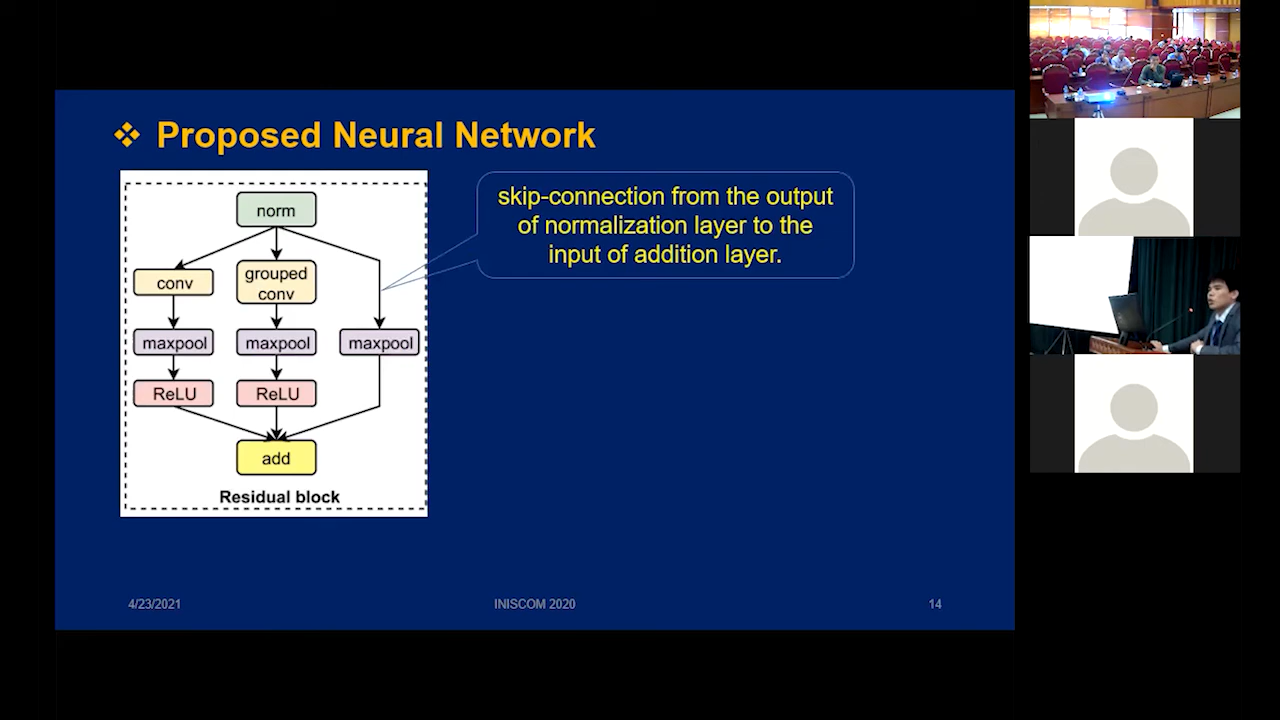 ❖ Proposed Neural Network
norm
conv
grouped
conv
maxpool
maxpool
maxpool
ReLU
ReLU
add
Residual block
skip-connection from the output
of normalization layer to the
input of addition layer.
4/23/2021
INISCOM 2020
14